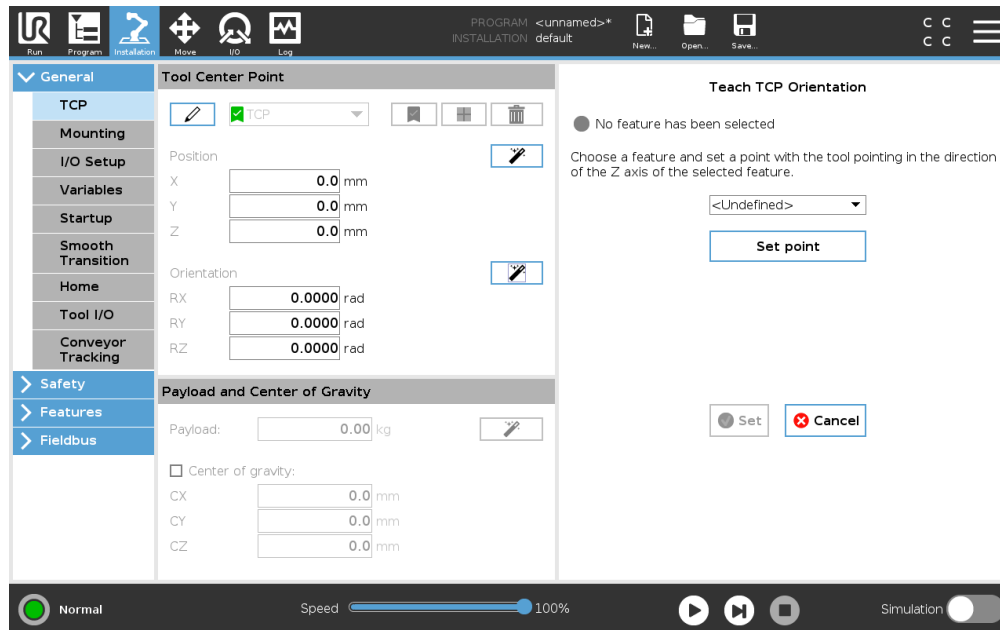 UR
Run
Program
Installation
Move
I/O
Log
PROGRAM <unnamed>*
INSTALLATION default
New...
Open...
Save...
C C
C C
General
TCP
Mounting
I/O Setup
Variables
Startup
Smooth
Transition
Home
Tool I/O
Conveyor
Tracking
Safety
Features
Fieldbus
Tool Center Point
TCP
Position
X 0.0 mm
Y 0.0 mm
Z 0.0 mm
Orientation
RX 0.0000 rad
RY 0.0000 rad
RZ 0.0000 rad
Payload and Center of Gravity
Payload: 0.00 kg
Center of gravity:
CX 0.0 mm
CY 0.0 mm
CZ 0.0 mm
Teach TCP Orientation
No feature has been selected
Choose a feature and set a point with the tool pointing in the direction
of the Z axis of the selected feature.
<Undefined>
Set point
Set
Cancel
Normal
Speed 100%
Simulation